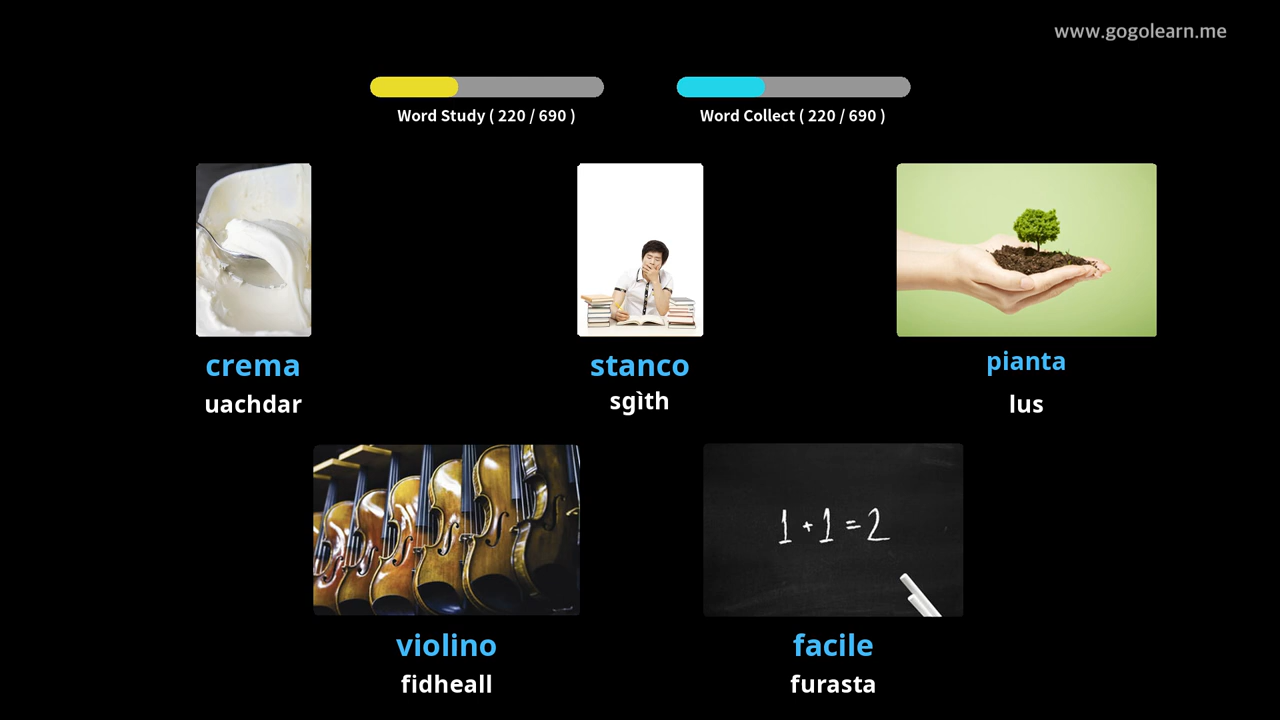 www.gogolearn.me
Word Study ( 220 / 690 )
Word Collect ( 220 / 690 )
crema
uachdar
stanco
sgìth
pianta
lus
1 + 1 = 2
violino
fidheall
facile
furasta